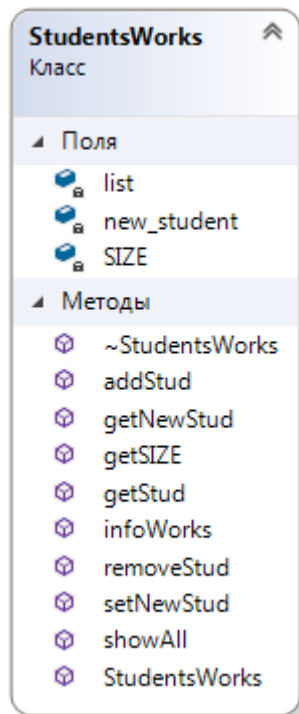 StudentsWorks
Класс
Поля
list
new_student
SIZE
Методы
~StudentsWorks
addStud
getNewStud
getSIZE
getStud
infoWorks
removeStud
setNewStud
showAll
StudentsWorks